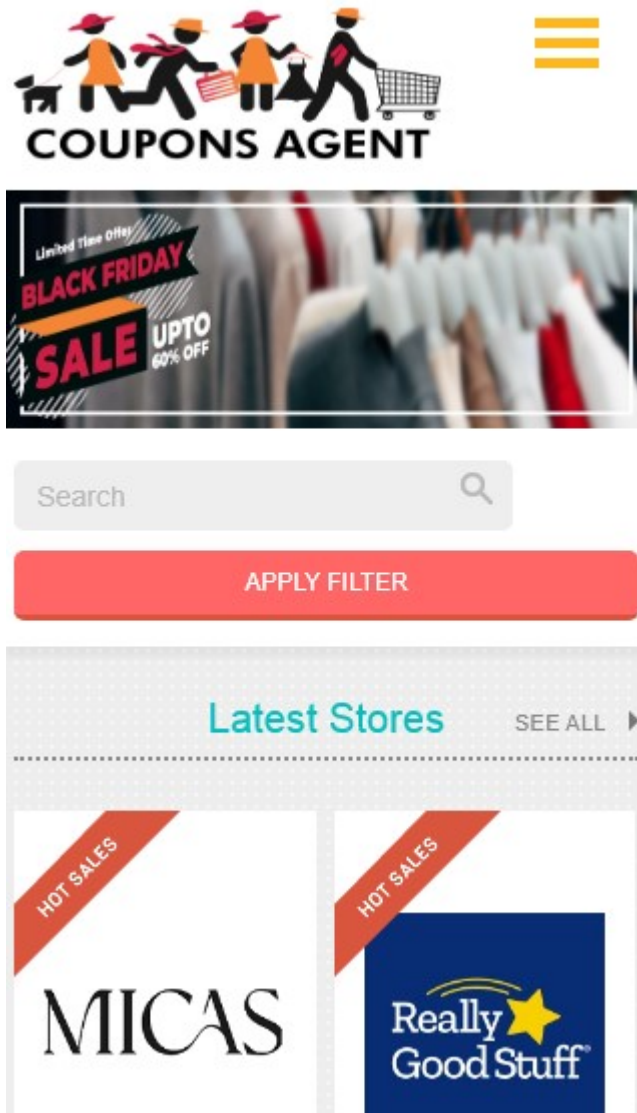 COUPONS AGENT
Limited Time Offer
BLACK FRIDAY
SALE
UPTO
60% OFF
Search
APPLY FILTER
Latest Stores
SEE ALL
HOT SALES
HOT SALES
MICAS
Really
Good Stuff